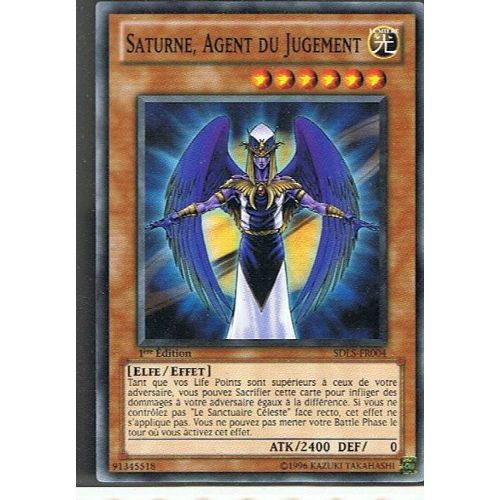 SATURNE, AGENT DU JUGEMENT
LUMIÈRE
光
1ère Édition
SDLS-FR004
[ELFE/EFFET]
Tant que vos Life Points sont supérieurs à ceux de votre
adversaire, vous pouvez Sacrifier cette carte pour infliger des
dommages à votre adversaire égaux à la différence. Si vous ne
contrôlez pas "Le Sanctuaire Céleste" face recto, cet effet ne
s'applique pas. Vous ne pouvez pas mener votre Battle Phase le
tour où vous activez cet effet.
ATK/2400 DEF/ 0
91345518
©1996 KAZUKI TAKAHASHI